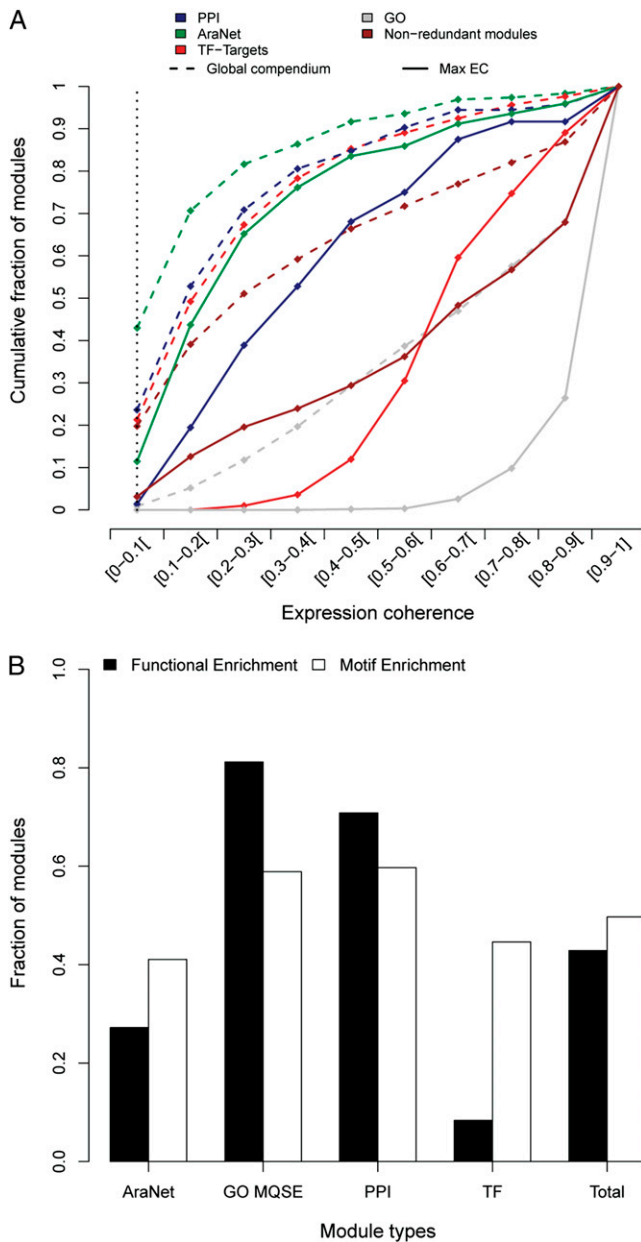 A
PPI
AraNet
TF-Targets
GO
Non-redundant modules
Global compendium
Max EC
Cumulative fraction of modules
1
0.9
0.8
0.7
0.6
0.5
0.4
0.3
0.2
0.1
0
[0-0.1[
[0.1-0.2[
[0.2-0.3[
[0.3-0.4[
[0.4-0.5[
[0.5-0.6[
[0.6-0.7[
[0.7-0.8[
[0.8-0.9[
[0.9-1]
Expression coherence
B
Functional Enrichment
Motif Enrichment
Fraction of modules
1.0
0.8
0.6
0.4
0.2
0.0
AraNet
GO MQSE
PPI
TF
Total
Module types